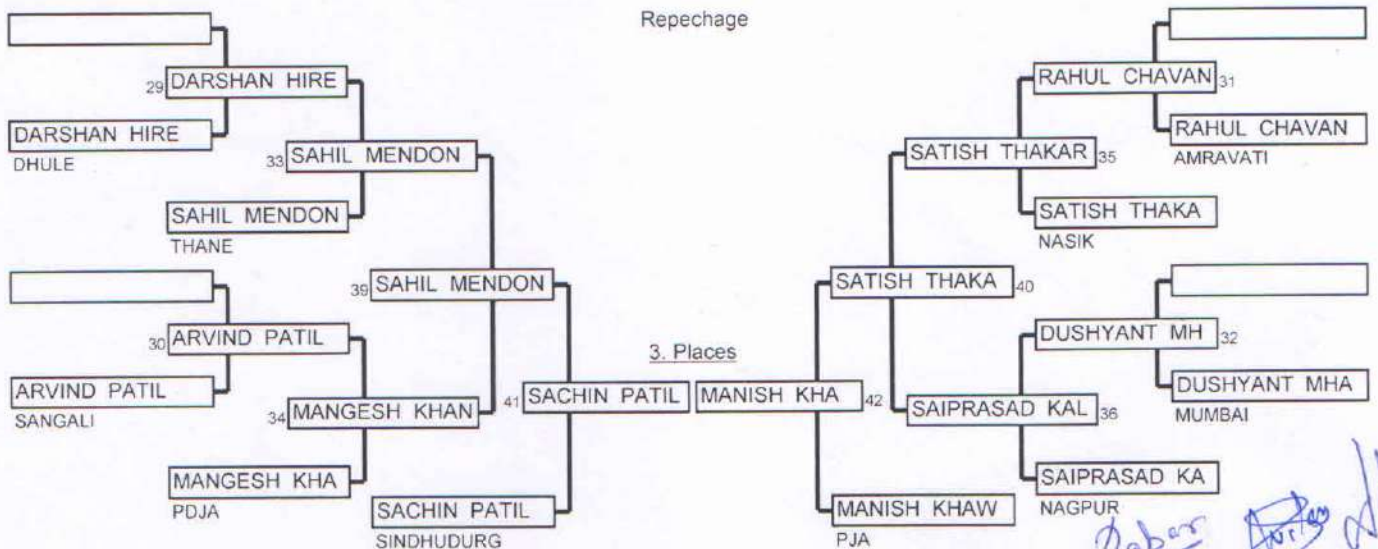 Repechage
29 DARSHAN HIRE
DARSHAN HIRE
DHULE
33 SAHIL MENDON
SAHIL MENDON
THANE
39 SAHIL MENDON
30 ARVIND PATIL
ARVIND PATIL
SANGALI
34 MANGESH KHAN
MANGESH KHA
PDJA
3. Places
41 SACHIN PATIL
SACHIN PATIL
SINDHUDURG
RAHUL CHAVAN 31
RAHUL CHAVAN
AMRAVATI
SATISH THAKAR 35
SATISH THAKA
NASIK
SATISH THAKA 40
DUSHYANT MH 32
DUSHYANT MHA
MUMBAI
MANISH KHA 42
SAIPRASAD KAL 36
SAIPRASAD KA
NAGPUR
MANISH KHAW
PJA